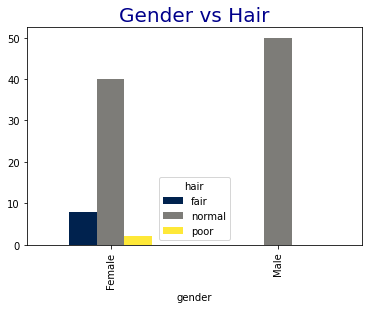 Gender vs Hair
50
40
30
20
10
0
hair
fair
normal
poor
Female
Male
gender